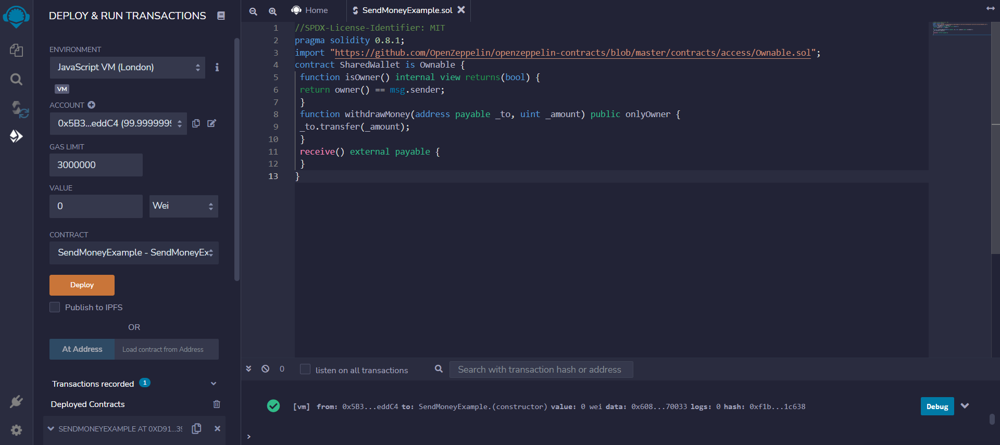 DEPLOY & RUN TRANSACTIONS
ENVIRONMENT
JavaScript VM (London)
VM
ACCOUNT
0x5B3...eddC4 (99.9999999
GAS LIMIT
3000000
VALUE
0
Wei
CONTRACT
SendMoneyExample - SendMoneyEx
Deploy
Publish to IPFS
OR
At Address
Load contract from Address
Transactions recorded 1
Deployed Contracts
SENDMONEYEXAMPLE AT 0XD91...39
Home
SendMoneyExample.sol
1 //SPDX-License-Identifier: MIT
2 pragma solidity 0.8.1;
3 import "https://github.com/OpenZeppelin/openzeppelin-contracts/blob/master/contracts/access/Ownable.sol";
4 contract SharedWallet is Ownable {
5 function isOwner() internal view returns(bool) {
6 return owner() == msg.sender;
7 }
8 function withdrawMoney(address payable _to, uint _amount) public onlyOwner {
9 _to.transfer(_amount);
10 }
11 receive() external payable {
12 }
13 }
0
listen on all transactions
Search with transaction hash or address
[vm] from: 0x5B3...eddC4 to: SendMoneyExample.(constructor) value: 0 wei data: 0x608...70033 logs: 0 hash: 0xf1b...1c638
Debug
>